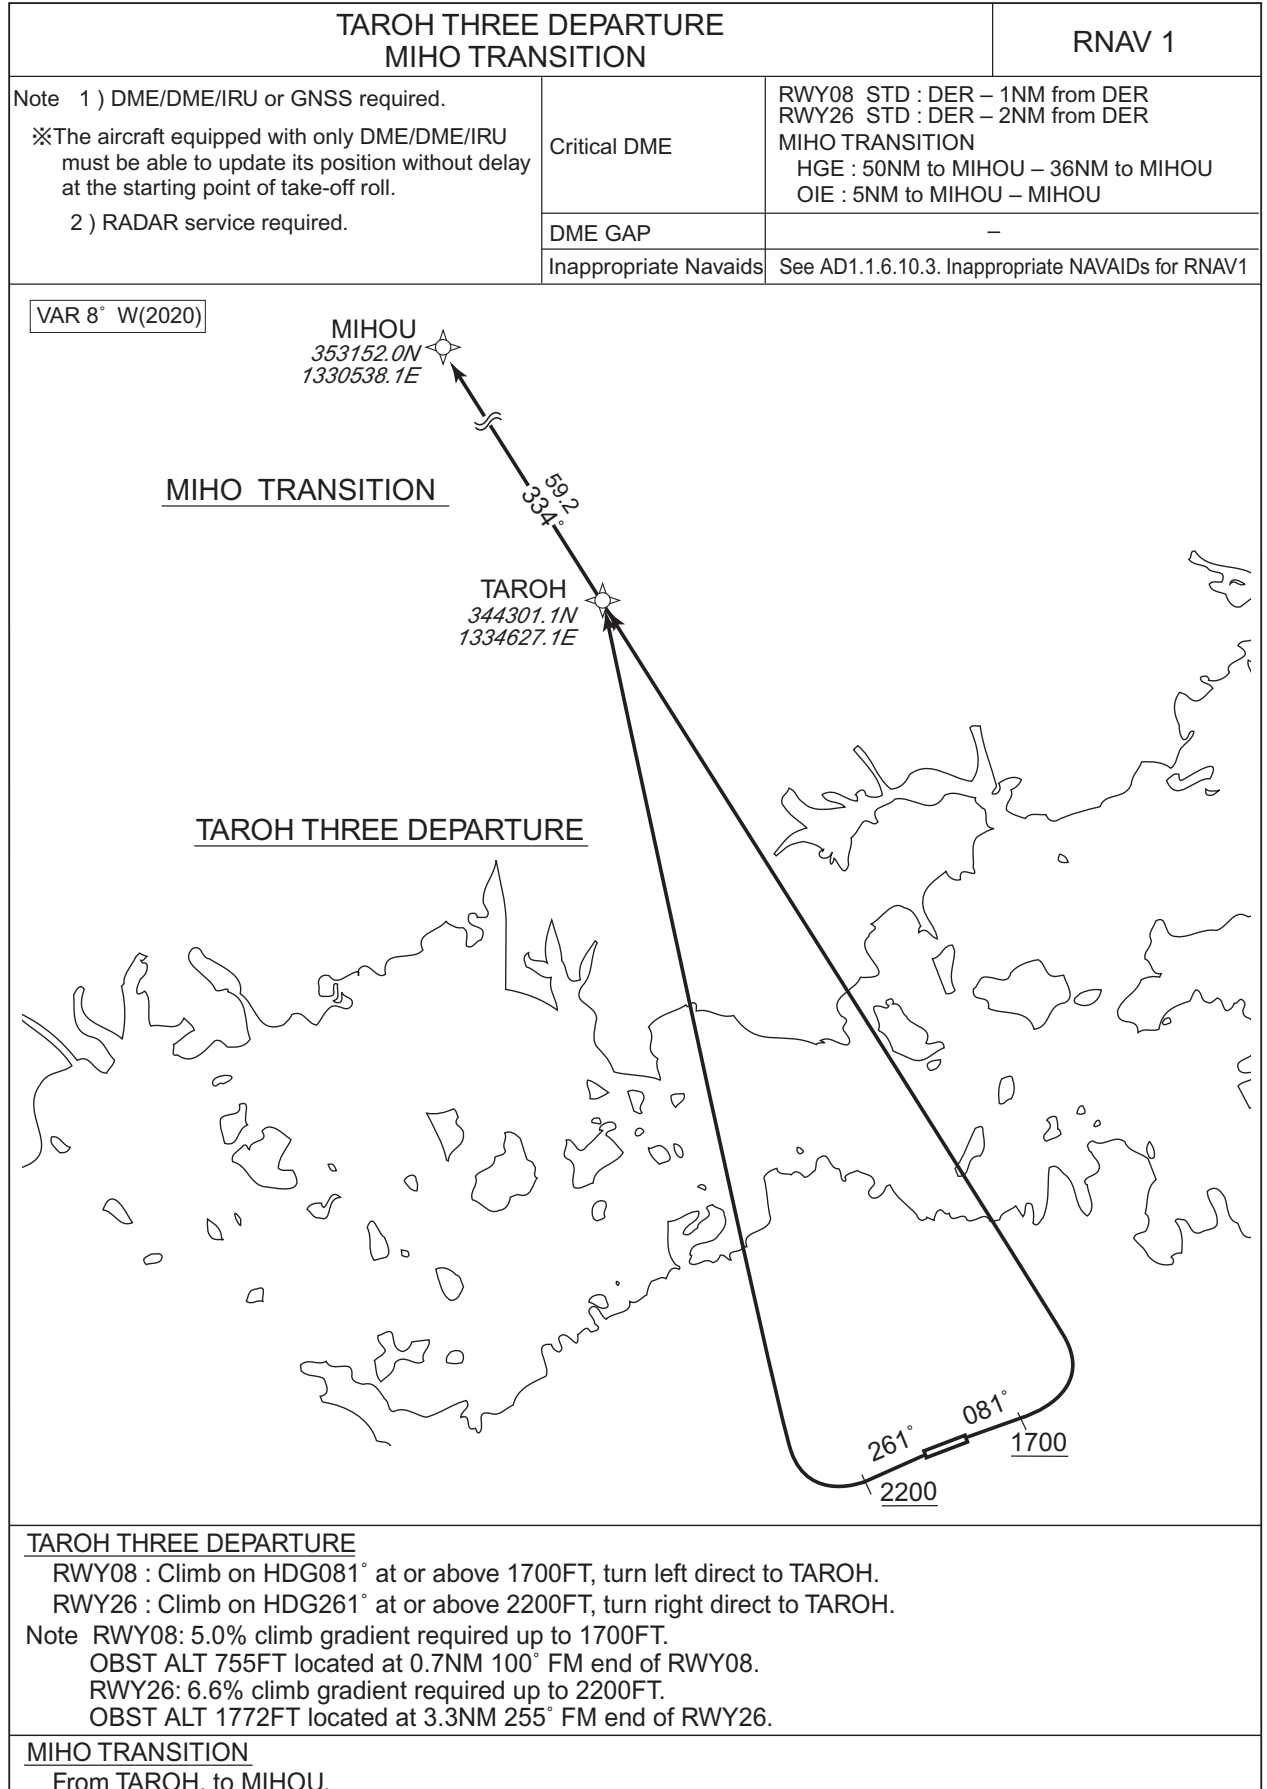 TAROH THREE DEPARTURE
MIHO TRANSITION
RNAV 1
Note 1 ) DME/DME/IRU or GNSS required.
※The aircraft equipped with only DME/DME/IRU
must be able to update its position without delay
at the starting point of take-off roll.
2 ) RADAR service required.
Critical DME
RWY08 STD : DER – 1NM from DER
RWY26 STD : DER – 2NM from DER
MIHO TRANSITION
HGE : 50NM to MIHOU – 36NM to MIHOU
OIE : 5NM to MIHOU – MIHOU
DME GAP
–
Inappropriate Navaids
See AD1.1.6.10.3. Inappropriate NAVAIDs for RNAV1
VAR 8° W(2020)
MIHOU
353152.0N
1330538.1E
59.2
334°
MIHO TRANSITION
TAROH
344301.1N
1334627.1E
TAROH THREE DEPARTURE
081°
261°
1700
2200
TAROH THREE DEPARTURE
RWY08 : Climb on HDG081° at or above 1700FT, turn left direct to TAROH.
RWY26 : Climb on HDG261° at or above 2200FT, turn right direct to TAROH.
Note RWY08: 5.0% climb gradient required up to 1700FT.
OBST ALT 755FT located at 0.7NM 100° FM end of RWY08.
RWY26: 6.6% climb gradient required up to 2200FT.
OBST ALT 1772FT located at 3.3NM 255° FM end of RWY26.
MIHO TRANSITION
From TAROH, to MIHOU.